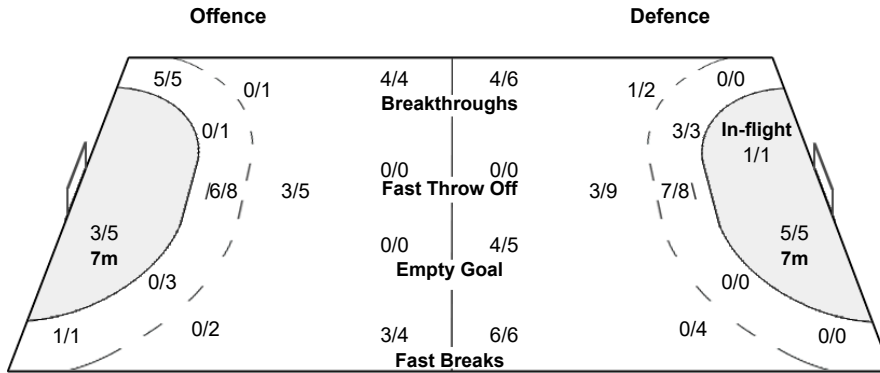 Offence Defence
5/5 0/1 4/4 4/6 1/2 0/0
Breakthroughs
0/1 3/3 In-flight
1/1
0/0 0/0
6/8 3/5 Fast Throw Off 3/9 7/8
3/5 5/5
7m 7m
0/0 4/5
Empty Goal
0/3 0/0
1/1 0/2 3/4 6/6 0/4 0/0
Fast Breaks